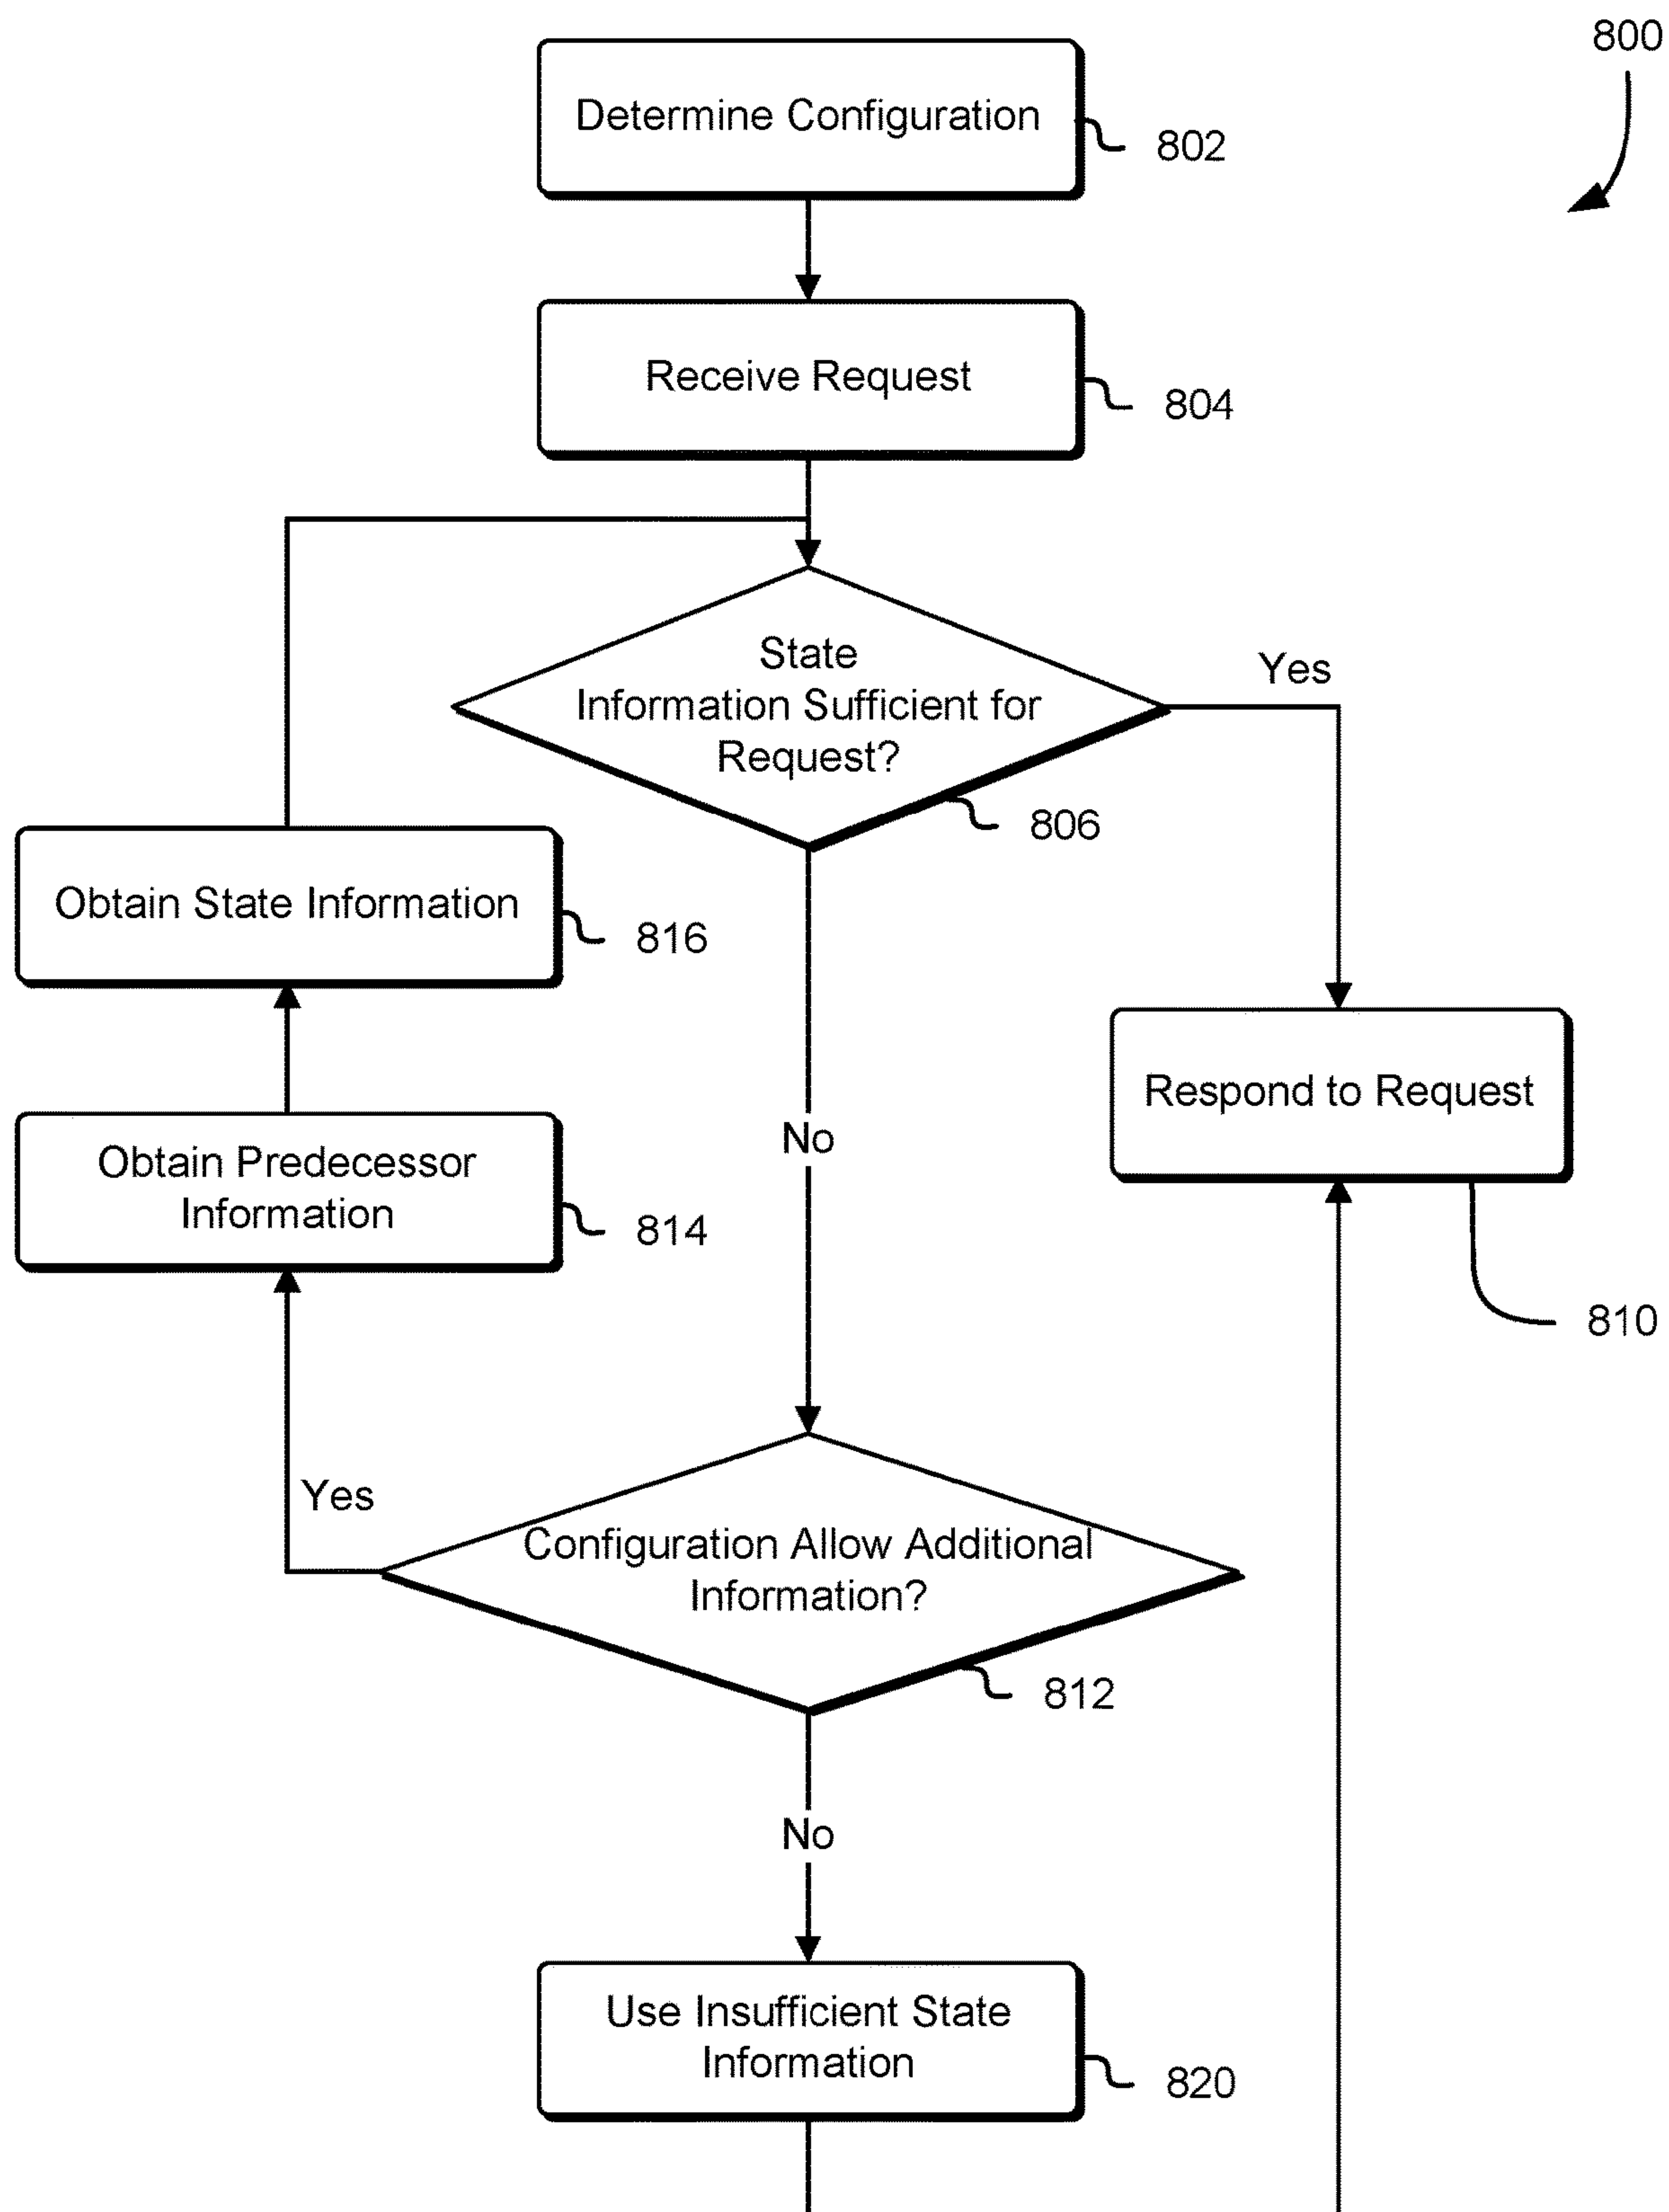 800
Determine Configuration
802
Receive Request
804
State
Information Sufficient for
Request?
Yes
806
Obtain State Information
816
Respond to Request
810
No
Obtain Predecessor
Information
814
Yes
Configuration Allow Additional
Information?
812
No
Use Insufficient State
Information
820